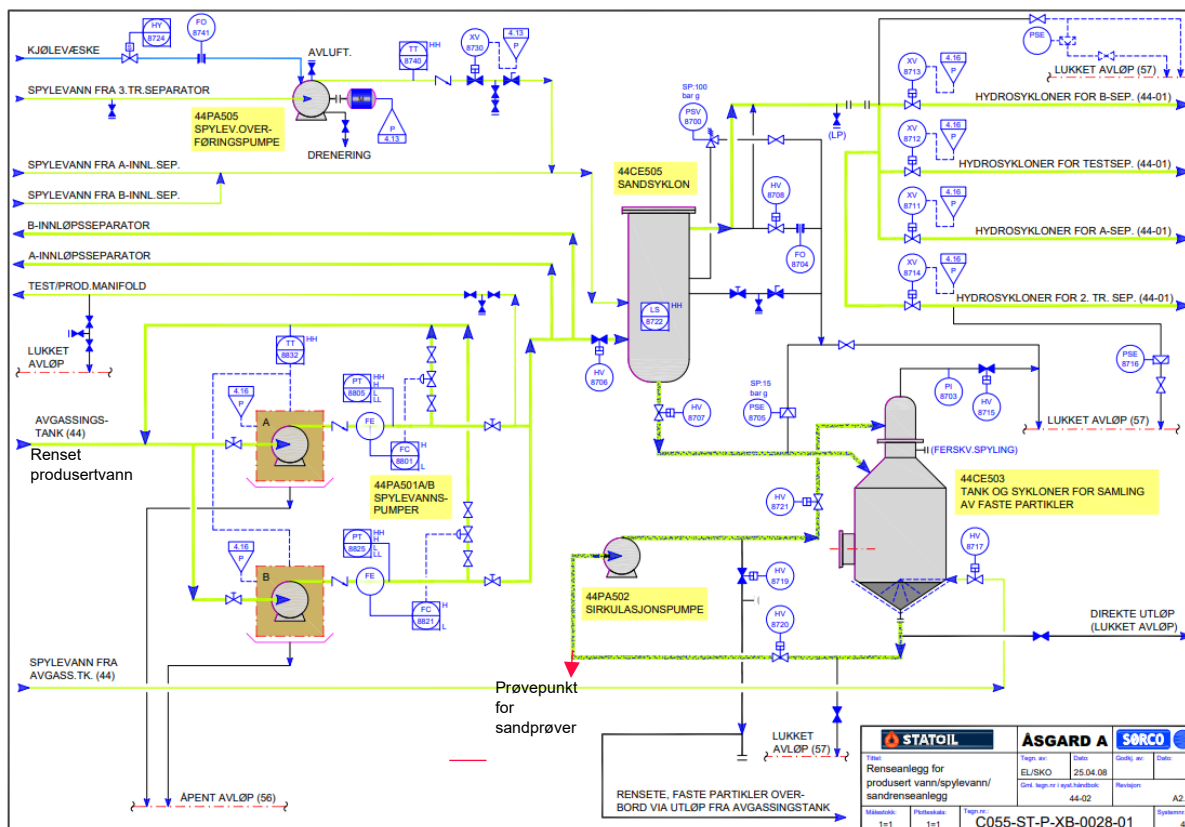 HY
8724
FO
8741
KJØLEVÆSKE
AVLUFT.
TT
8740
HH
XV
8730
4.13
P
SPYLEVANN FRA 3.TR.SEPARATOR
M
P
4.13
44PA505
SPYLEV.OVER-
FØRINGSPUMPE
DRENERING
SPYLEVANN FRA A-INNL.SEP.
SPYLEVANN FRA B-INNL.SEP.
B-INNLØPSSEPARATOR
A-INNLØPSSEPARATOR
TEST/PROD.MANIFOLD
LUKKET
AVLØP
TT
8832
HH
4.16
P
A
PT
8805
HH
H
L
LL
FE
FC
8801
H
L
AVGASSINGS-
TANK (44)
Renset
produsertvann
44PA501A/B
SPYLEVANNS-
PUMPER
4.16
P
B
PT
8825
HH
H
L
LL
FE
FC
8821
H
L
SPYLEVANN FRA
AVGASS.TK. (44)
ÅPENT AVLØP (56)
SP:100
bar g
PSV
8700
44CE505
SANDSYKLON
LS
8722
HH
HV
8706
HV
8707
HV
8708
FO
8704
(LP)
PSE
LUKKET AVLØP (57)
XV
8713
4.16
P
HYDROSYKLONER FOR B-SEP. (44-01)
XV
8712
4.16
P
HYDROSYKLONER FOR TESTSEP. (44-01)
XV
8711
4.16
P
HYDROSYKLONER FOR A-SEP. (44-01)
XV
8714
4.16
P
HYDROSYKLONER FOR 2. TR. SEP. (44-01)
SP:15
bar g
PSE
8705
PI
8703
HV
8715
PSE
8716
LUKKET AVLØP (57)
(FERSKV.SPYLING)
44CE503
TANK OG SYKLONER FOR SAMLING
AV FASTE PARTIKLER
HV
8721
HV
8717
44PA502
SIRKULASJONSPUMPE
HV
8719
HV
8720
DIREKTE UTLØP
(LUKKET AVLØP)
Prøvepunkt
for
sandprøver
LUKKET
AVLØP (57)
RENSETE, FASTE PARTIKLER OVER-
BORD VIA UTLØP FRA AVGASSINGTANK
STATOIL
ÅSGARD A
SØRCO
Tittel:
Renseanlegg for
produsert vann/spylevann/
sandrenseanlegg
Tegn. av:
EL/SKO
Dato:
25.04.08
Godkj. av:
Dato:
Gml. tegn.nr i syst.håndbok:
44-02
Revisjon:
A2.
Målestokk:
1=1
Plotteskala:
1=1
Tegn.nr.:
C055-ST-P-XB-0028-01
Systemnr
4